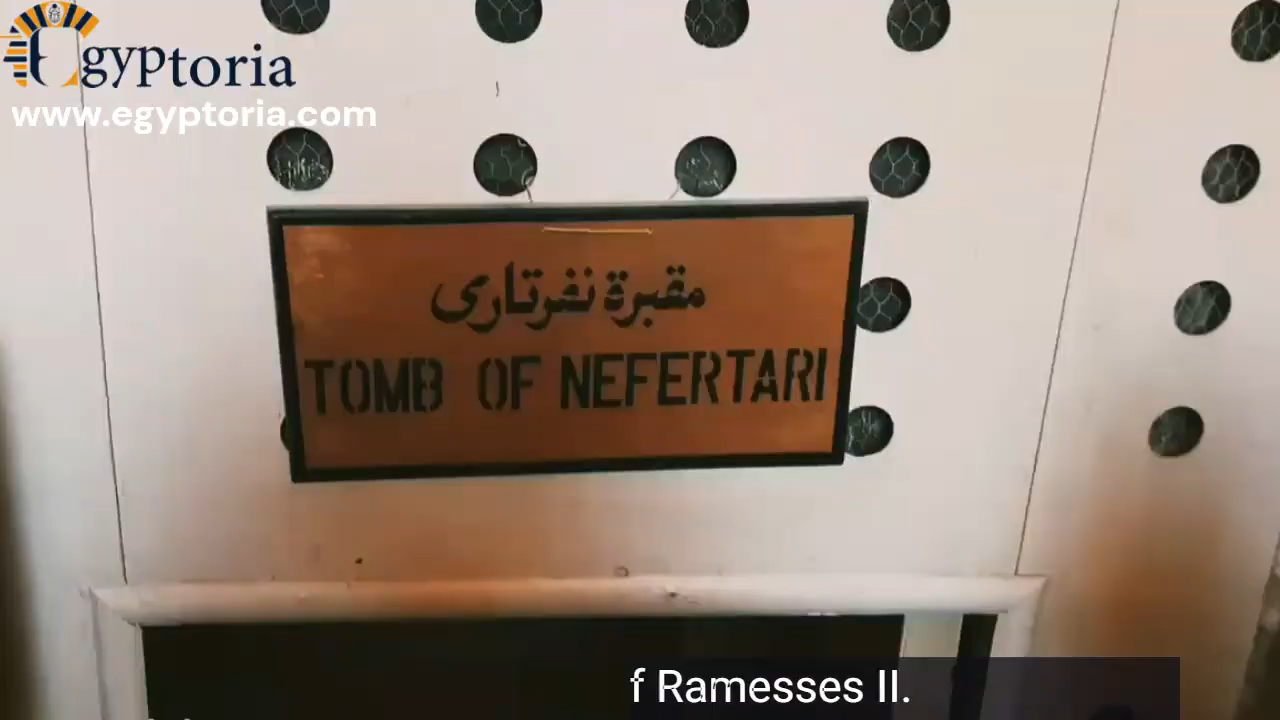 Egyptoria
www.egyptoria.com
مقبرة نفرتارى
TOMB OF NEFERTARI
f Ramesses II.